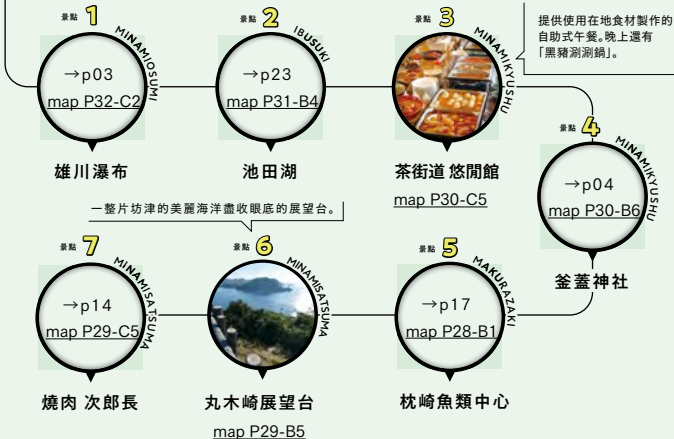 景點 1
MINAMIOSUMI
→p03
map P32-C2
雄川瀑布
景點 2
IBUSUKI
→p23
map P31-B4
池田湖
景點 3
MINAMIKYUSHU
茶街道 悠閒館
map P30-C5
提供使用在地食材製作的
自助式午餐。晚上還有
「黑豬涮涮鍋」。
景點 4
MINAMIKYUSHU
→p04
map P30-B6
釜蓋神社
景點 5
MAKURAZAKI
→p17
map P28-B1
枕崎魚類中心
一整片坊津的美麗海洋盡收眼底的展望台。
景點 6
MINAMISATSUMA
丸木崎展望台
map P29-B5
景點 7
MINAMISATSUMA
→p14
map P29-C5
燒肉 次郎長